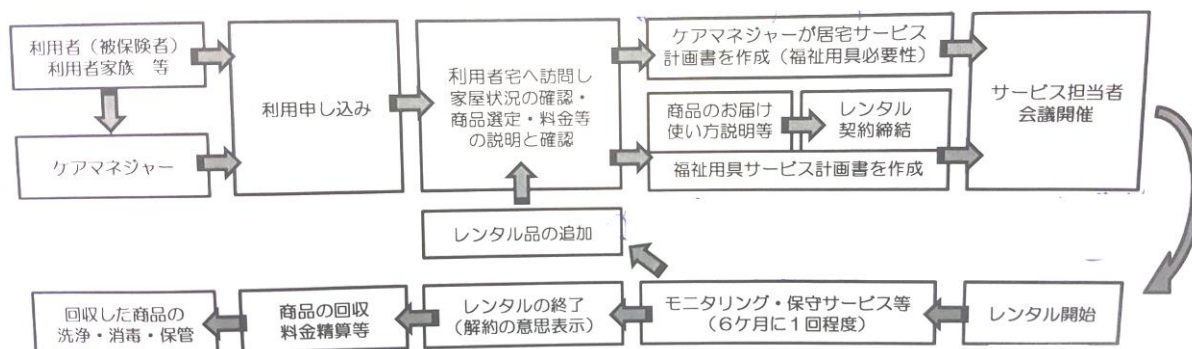 利用者（被保険者）
利用者家族　等
ケアマネジャー
利用申し込み
利用者宅へ訪問し
家屋状況の確認・
商品選定・料金等
の説明と確認
ケアマネジャーが居宅サービス
計画書を作成（福祉用具必要性）
商品のお届け
使い方説明等
レンタル
契約締結
福祉用具サービス計画書を作成
サービス担当者
会議開催
レンタル品の追加
レンタル開始
モニタリング・保守サービス等
（６ケ月に１回程度）
レンタルの終了
（解約の意思表示）
商品の回収
料金精算等
回収した商品の
洗浄・消毒・保管